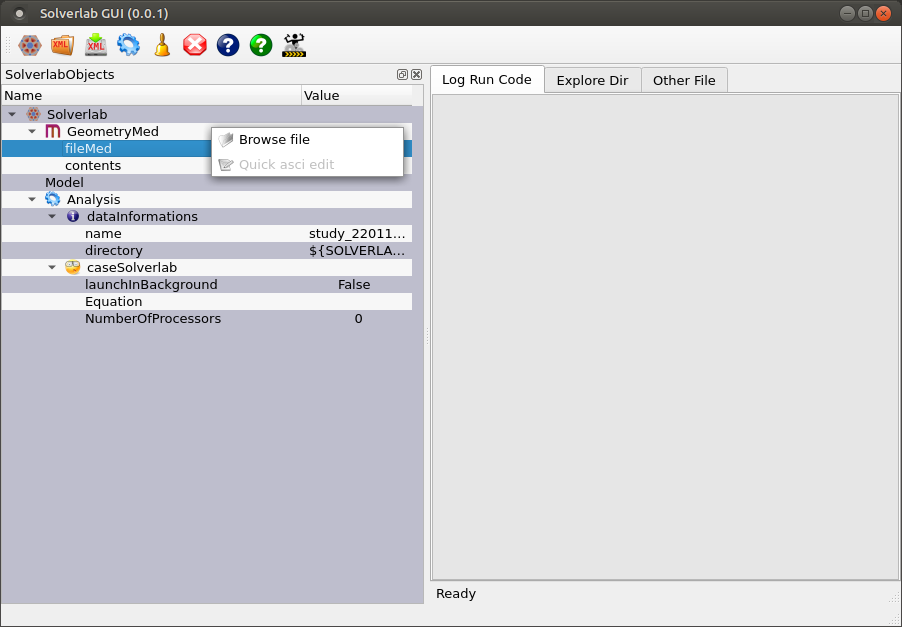 Solverlab GUI (0.0.1)
XML
XML
SolverlabObjects
Log Run Code
Explore Dir
Other File
Name
Value
Solverlab
GeometryMed
fileMed
Browse file
contents
Quick asci edit
Model
Analysis
dataInformations
name study_22011...
directory ${SOLVERLA...
caseSolverlab
launchInBackground False
Equation
NumberOfProcessors 0
Ready